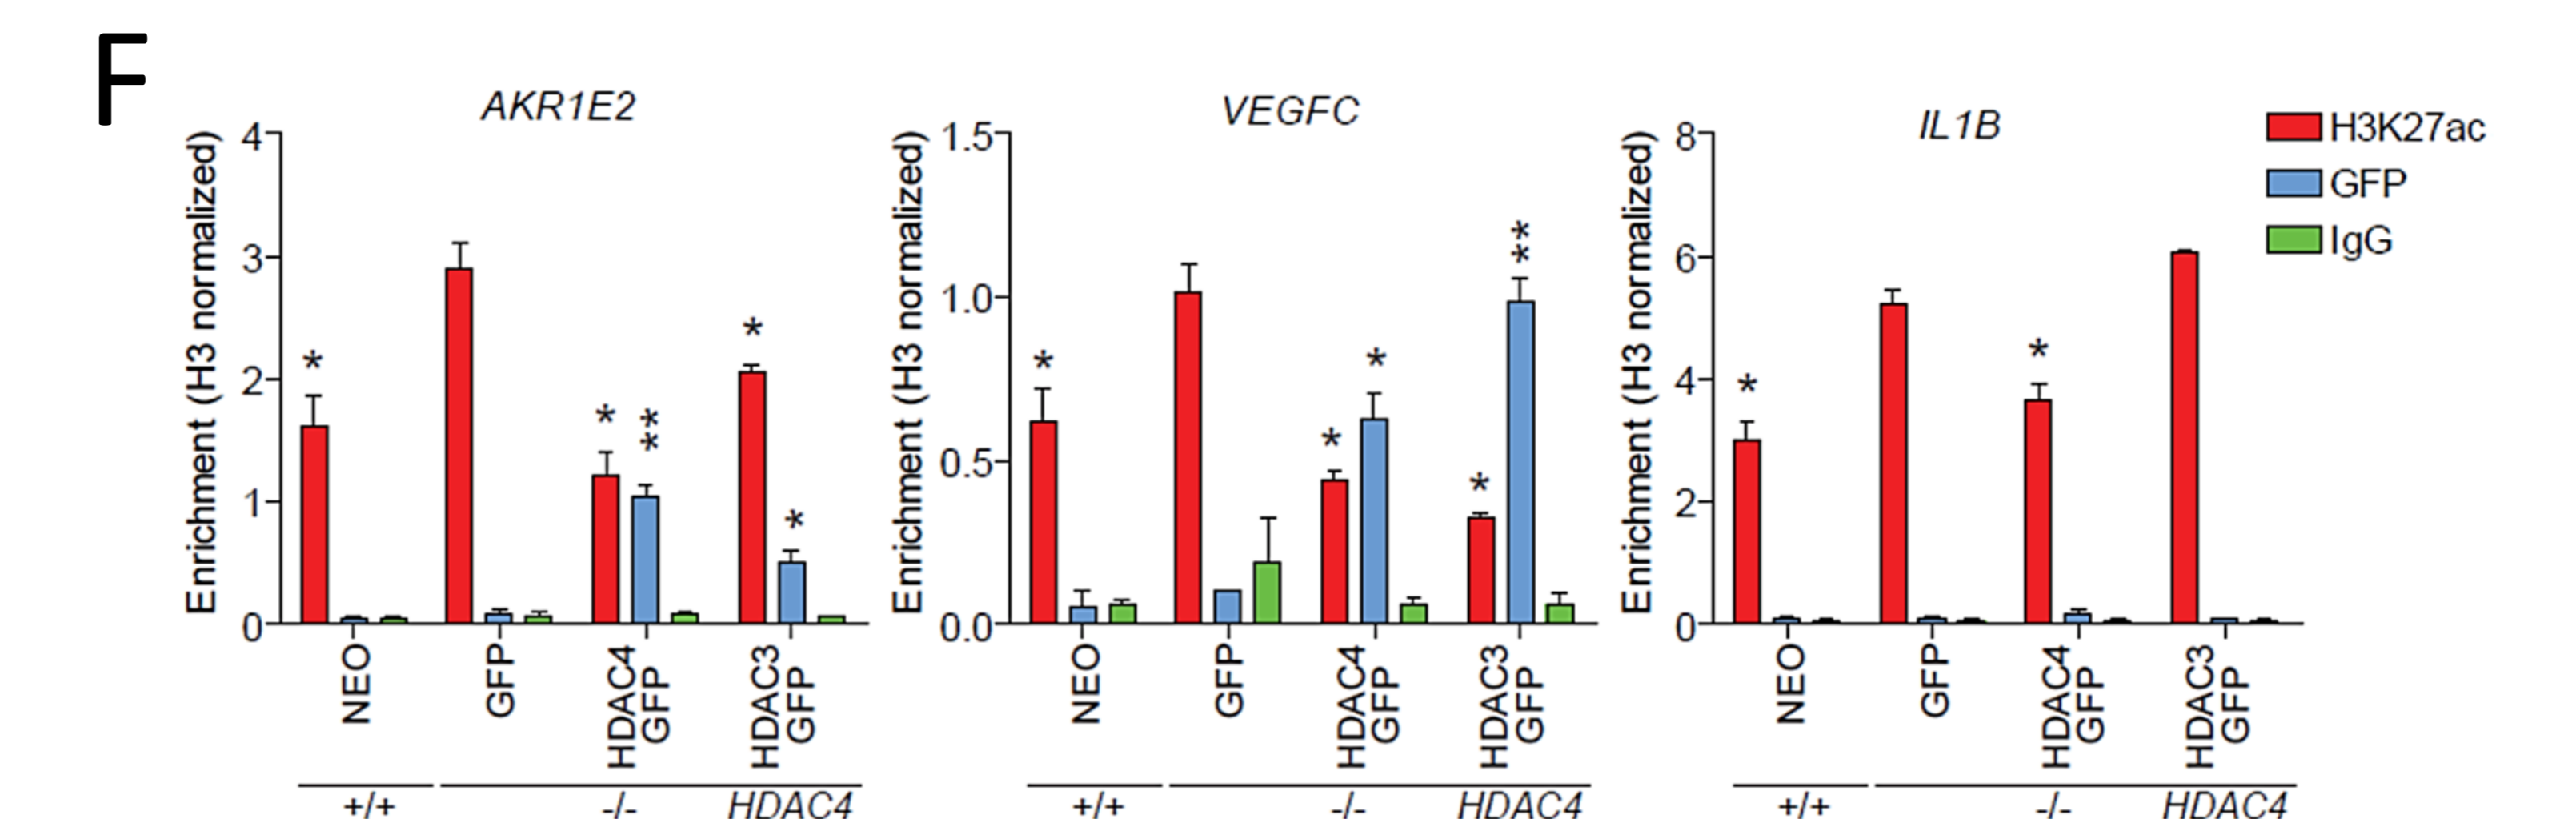 F
AKR1E2
Enrichment (H3 normalized)
4
3
2
1
0
* * ** * *
NEO
GFP
HDAC4
GFP
HDAC3
GFP
+/+ -/- HDAC4
VEGFC
Enrichment (H3 normalized)
1.5
1.0
0.5
0.0
* * * * **
NEO
GFP
HDAC4
GFP
HDAC3
GFP
+/+ -/- HDAC4
IL1B
Enrichment (H3 normalized)
8
6
4
2
0
* *
NEO
GFP
HDAC4
GFP
HDAC3
GFP
+/+ -/- HDAC4
H3K27ac
GFP
IgG